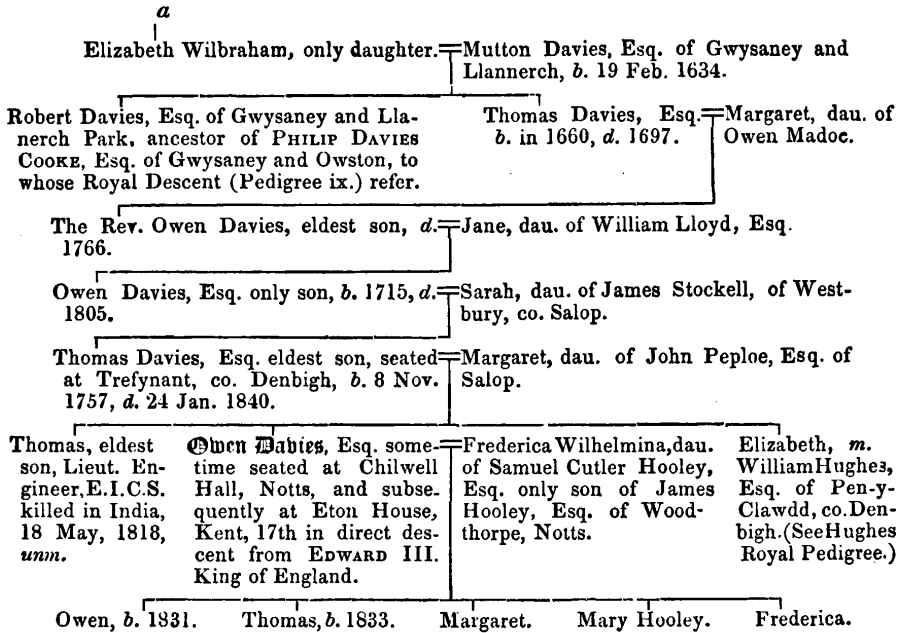 a
Elizabeth Wilbraham, only daughter.=Mutton Davies, Esq. of Gwysaney and
Llannerch, b. 19 Feb. 1634.
Robert Davies, Esq. of Gwysaney and Lla-
nerch Park, ancestor of PHILIP DAVIES
COOKE, Esq. of Gwysaney and Owston, to
whose Royal Descent (Pedigree ix.) refer.
Thomas Davies, Esq.=Margaret, dau. of
b. in 1660, d. 1697. Owen Madoc.
The Rev. Owen Davies, eldest son, d.=Jane, dau. of William Lloyd, Esq.
1766.
Owen Davies, Esq. only son, b. 1715, d.=Sarah, dau. of James Stockell, of West-
1805. bury, co. Salop.
Thomas Davies, Esq. eldest son, seated=Margaret, dau. of John Peploe, Esq. of
at Trefynant, co. Denbigh, b. 8 Nov. Salop.
1757, d. 24 Jan. 1840.
Thomas, eldest
son, Lieut. En-
gineer, E.I.C.S.
killed in India,
18 May, 1818,
unm.
Owen Davies, Esq. some-
time seated at Chilwell
Hall, Notts, and subse-
quently at Eton House,
Kent, 17th in direct des-
cent from EDWARD III.
King of England.
=Frederica Wilhelmina, dau.
of Samuel Cutler Hooley,
Esq. only son of James
Hooley, Esq. of Wood-
thorpe, Notts.
Elizabeth, m.
William Hughes,
Esq. of Pen-y-
Clawdd, co. Den-
bigh. (See Hughes
Royal Pedigree.)
Owen, b. 1831. Thomas, b. 1833. Margaret. Mary Hooley. Frederica.